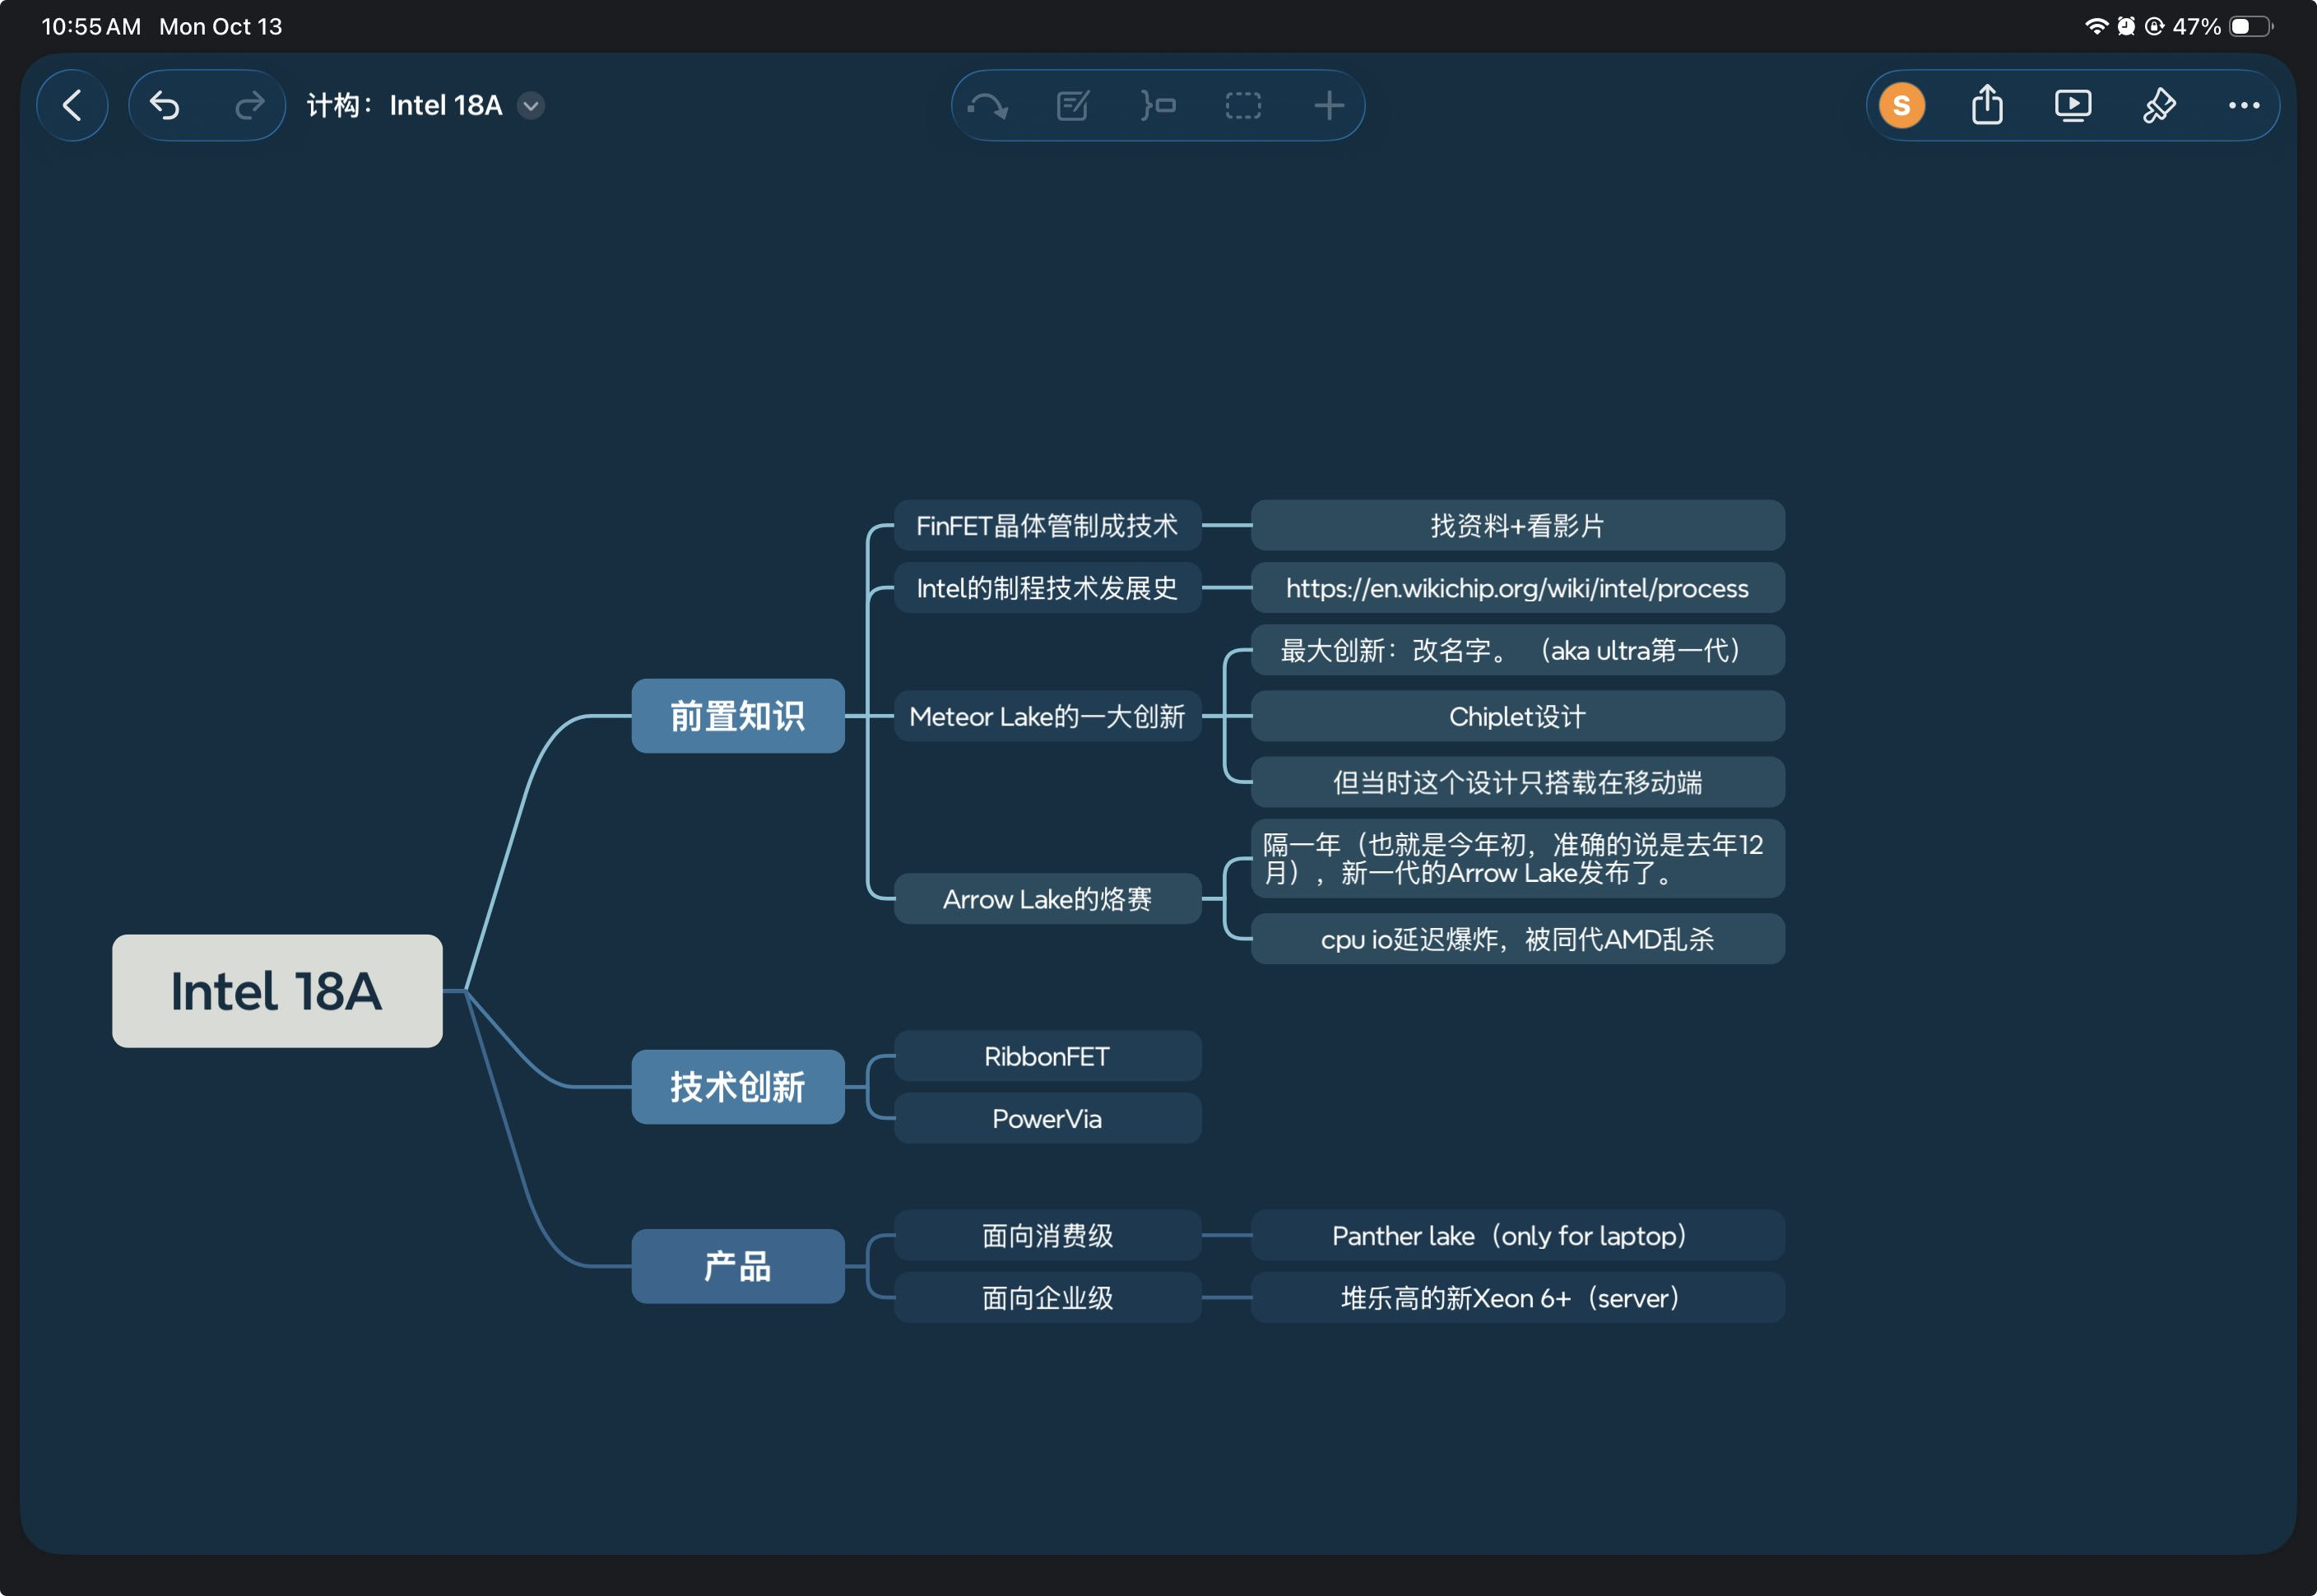 10:55 AM Mon Oct 13
47%
计构：Intel 18A
S
Intel 18A
前置知识
FinFET晶体管制成技术
找资料+看影片
Intel的制程技术发展史
https://en.wikichip.org/wiki/intel/process
Meteor Lake的一大创新
最大创新：改名字。（aka ultra第一代）
Chiplet设计
但当时这个设计只搭载在移动端
Arrow Lake的烙赛
隔一年（也就是今年初，准确的说是去年12
月），新一代的Arrow Lake发布了。
cpu io延迟爆炸，被同代AMD乱杀
技术创新
RibbonFET
PowerVia
产品
面向消费级
Panther lake（only for laptop）
面向企业级
堆乐高的新Xeon 6+（server）